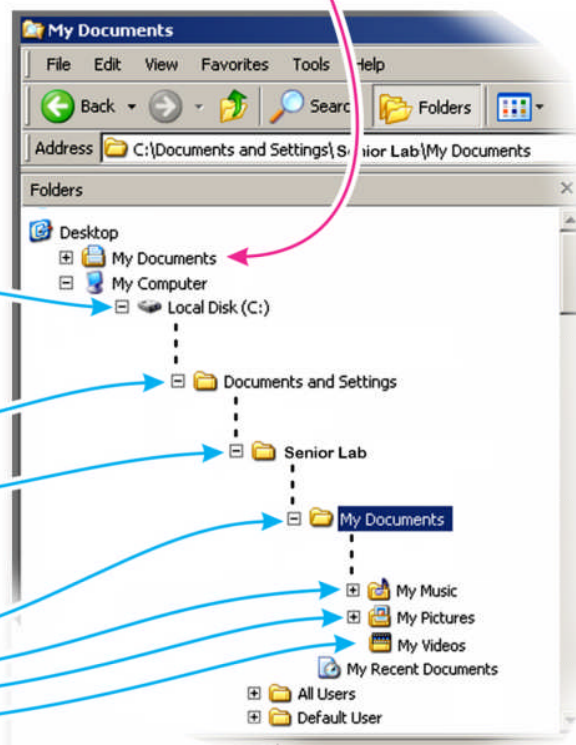 My Documents
File Edit View Favorites Tools Help
Back Search Folders
Address C:\Documents and Settings\Senior Lab\My Documents
Folders
Desktop
My Documents
My Computer
Local Disk (C:)
Documents and Settings
Senior Lab
My Documents
My Music
My Pictures
My Videos
My Recent Documents
All Users
Default User